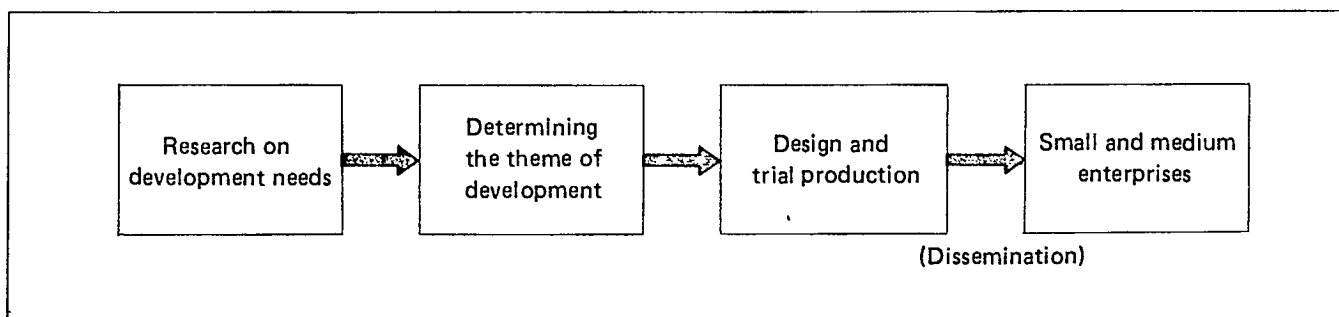 Research on
development needs
Determining
the theme of
development
Design and
trial production
Small and medium
enterprises
(Dissemination)